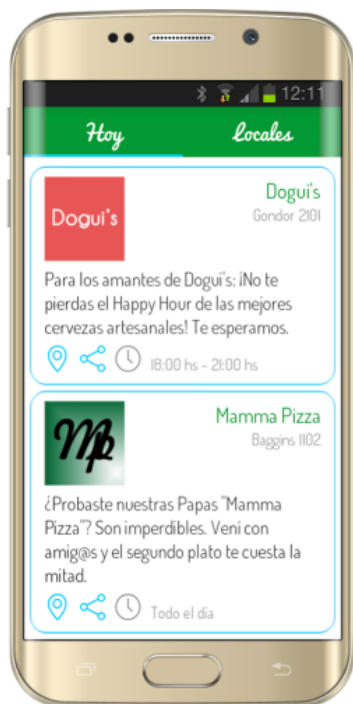 12:11
Hoy Locales
Dogui's
Dogui's
Gondor 2101
Para los amantes de Dogui's: ¡No te
pierdas el Happy Hour de las mejores
cervezas artesanales! Te esperamos.
18:00 hs - 21:00 hs
Mp
Mamma Pizza
Baggins 1102
¿Probaste nuestras Papas "Mamma
Pizza"? Son imperdibles. Vení con
amig@s y el segundo plato te cuesta la
mitad.
Todo el día